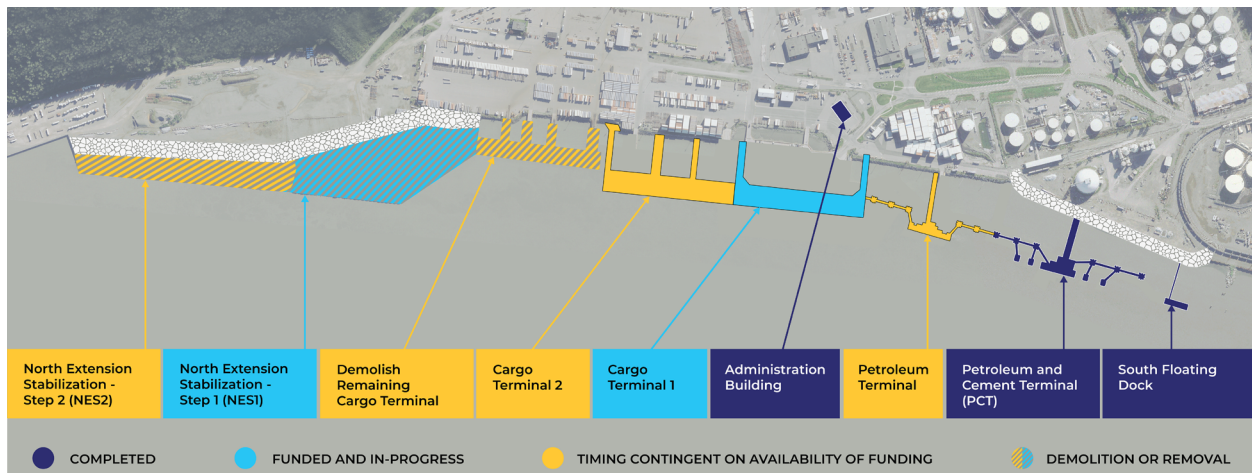 North Extension
Stabilization -
Step 2 (NES2)
North Extension
Stabilization -
Step 1 (NES1)
Demolish
Remaining
Cargo Terminal
Cargo
Terminal 2
Cargo
Terminal 1
Administration
Building
Petroleum
Terminal
Petroleum and
Cement Terminal
(PCT)
South Floating
Dock
COMPLETED
FUNDED AND IN-PROGRESS
TIMING CONTINGENT ON AVAILABILITY OF FUNDING
DEMOLITION OR REMOVAL